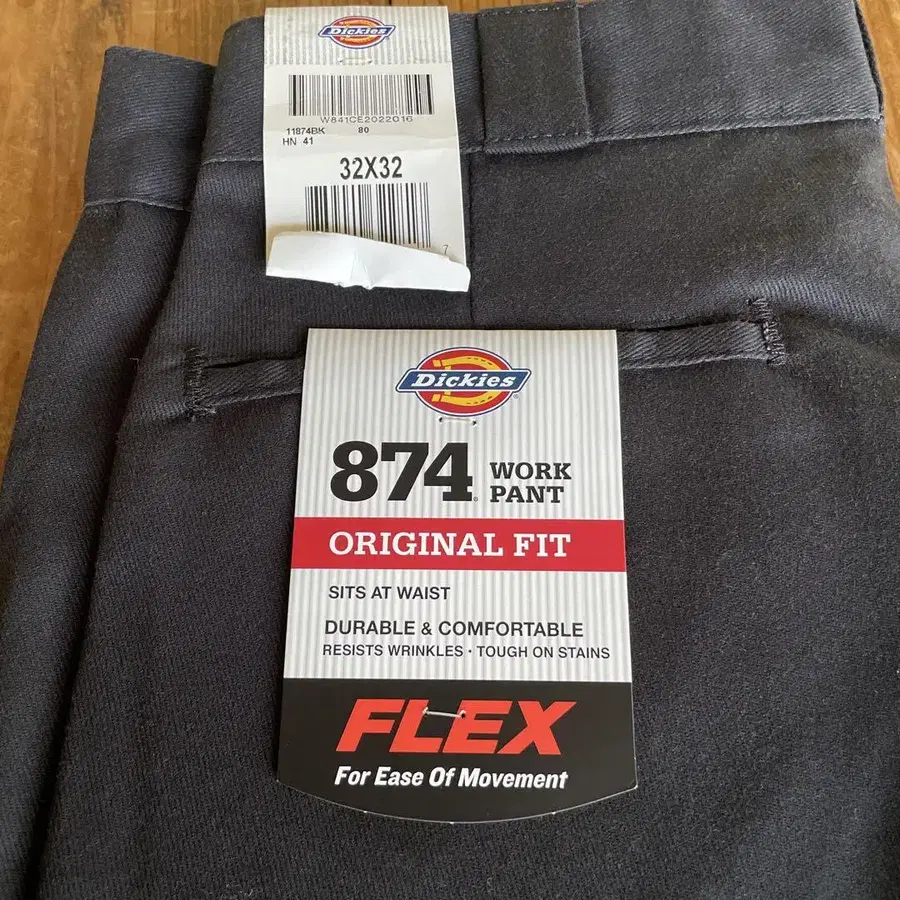 Dickies
W841CE2022016
11874BK 80
HN 41
32X32
7
Dickies
874 WORK PANT
ORIGINAL FIT
SITS AT WAIST
DURABLE & COMFORTABLE
RESISTS WRINKLES · TOUGH ON STAINS
FLEX
For Ease Of Movement